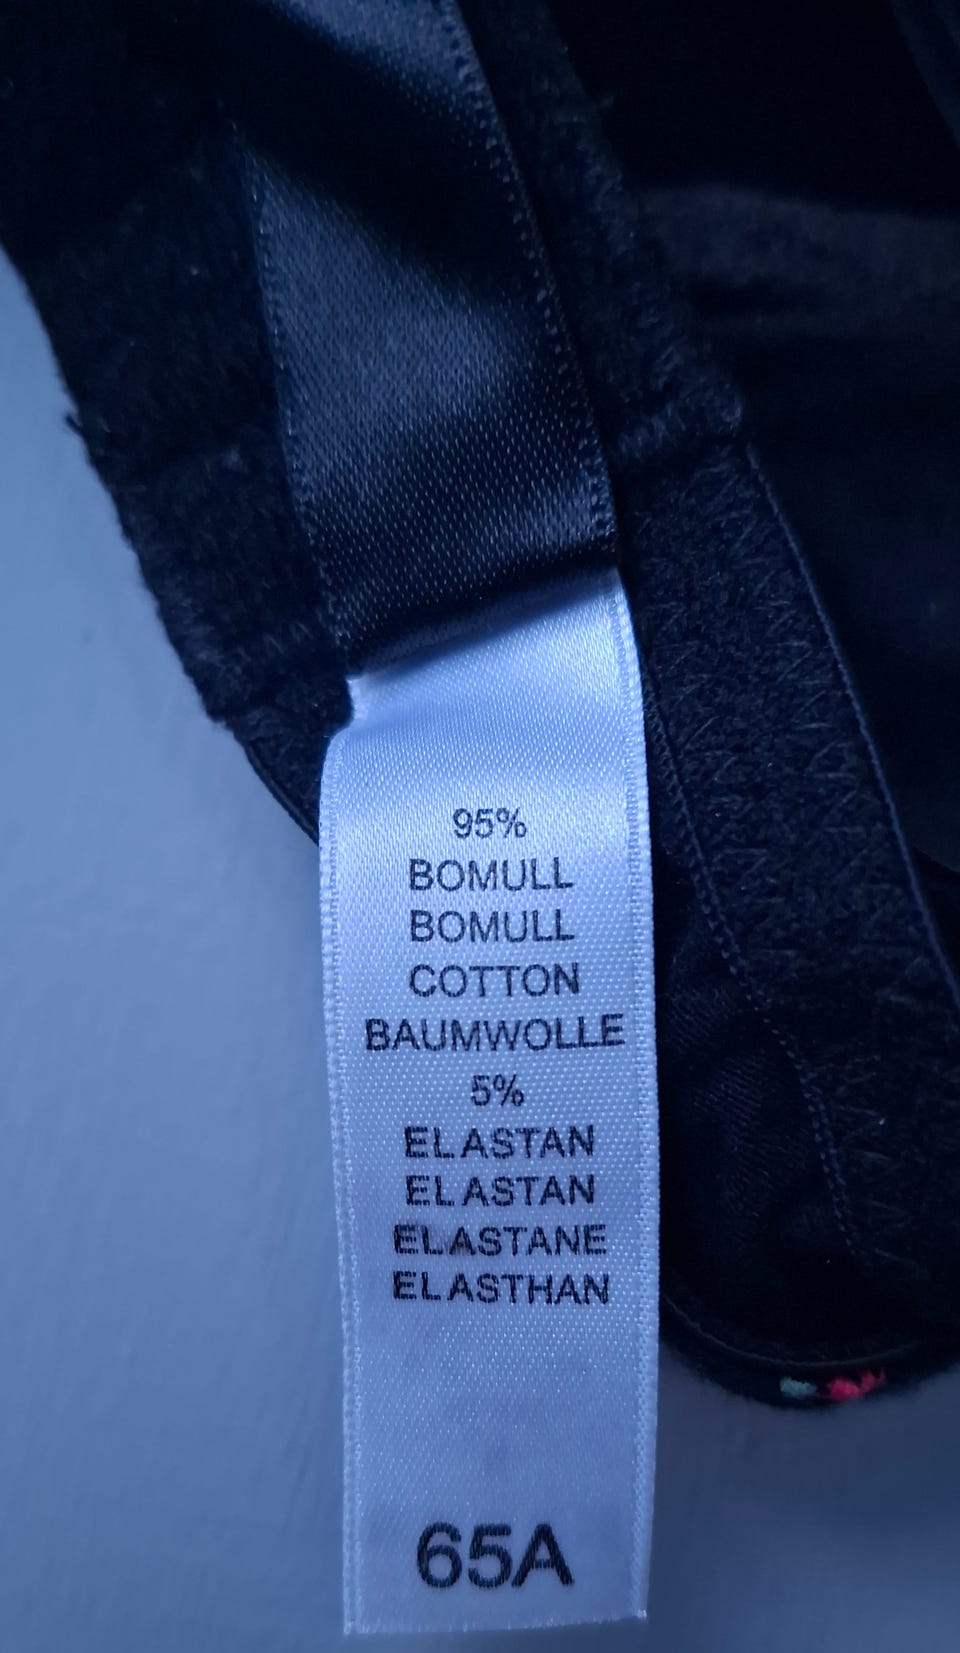 95%
BOMULL
BOMULL
COTTON
BAUMWOLLE
5%
ELASTAN
ELASTAN
ELASTANE
ELASTHAN
65A